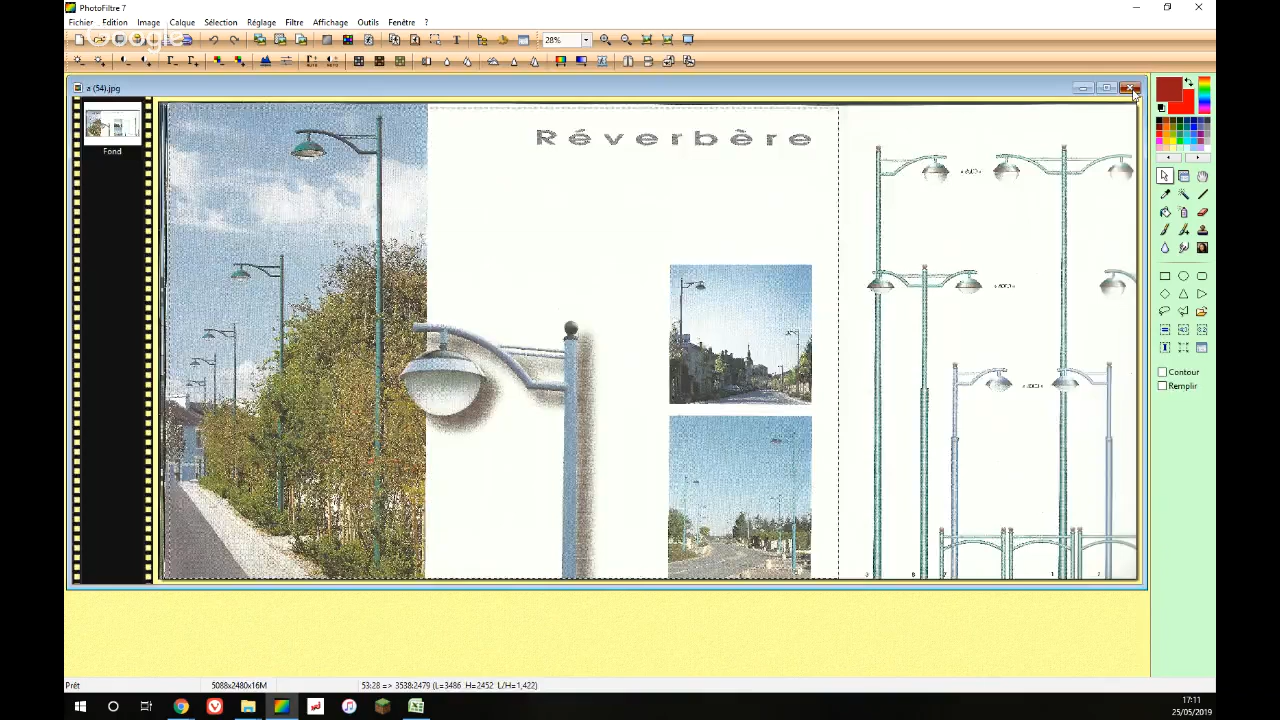 PhotoFiltre 7
Fichier Edition Image Calque Sélection Réglage Filtre Affichage Outils Fenêtre ?
Google
28%
a (54).jpg
Fond
Réverbère
Contour
Remplir
Prêt
5088x2480x16M
53:28 => 3538:2479 (L=3486 H=2452 L/H=1,422)
17:11
25/05/2019